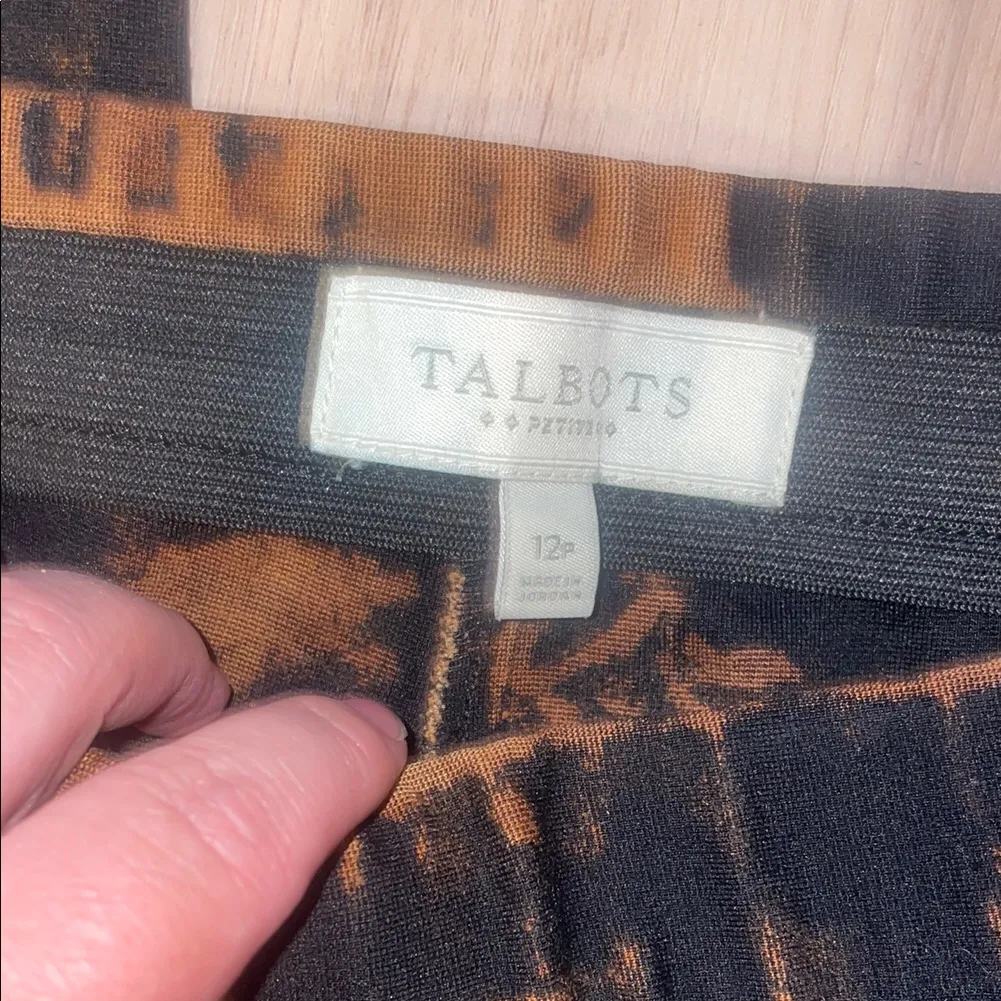 TALBOTS
PETITES
12P
MADE IN
JORDAN